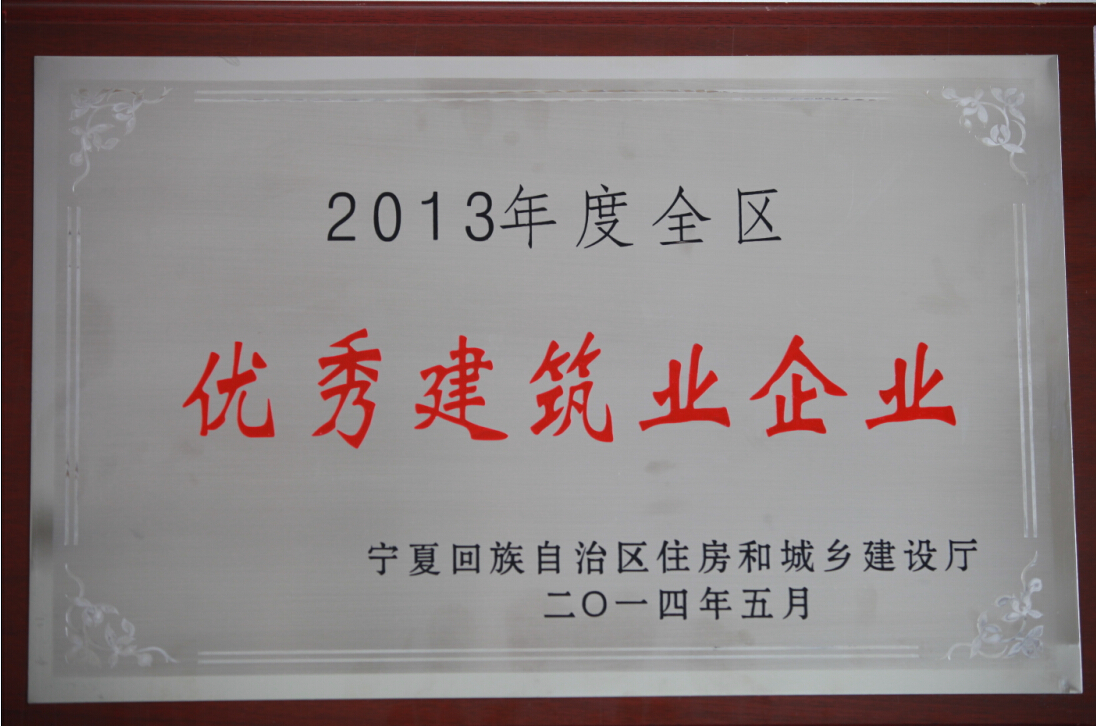 2013年度全区
优秀建筑业企业
宁夏回族自治区住房和城乡建设厅
二〇一四年五月